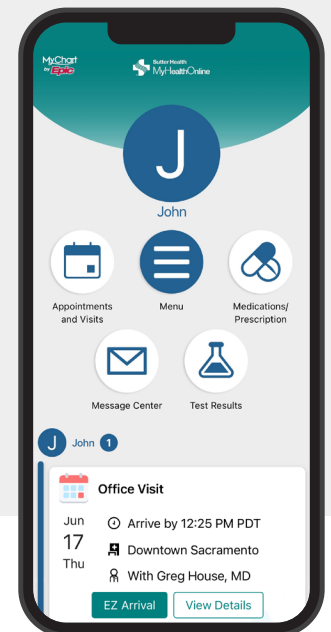 MyChart
by Epic
Sutter Health
MyHealthOnline
J
John
Appointments
and Visits
Menu
Medications/
Prescription
Message Center
Test Results
J John 1
Office Visit
Jun
17
Thu
Arrive by 12:25 PM PDT
Downtown Sacramento
With Greg House, MD
EZ Arrival
View Details